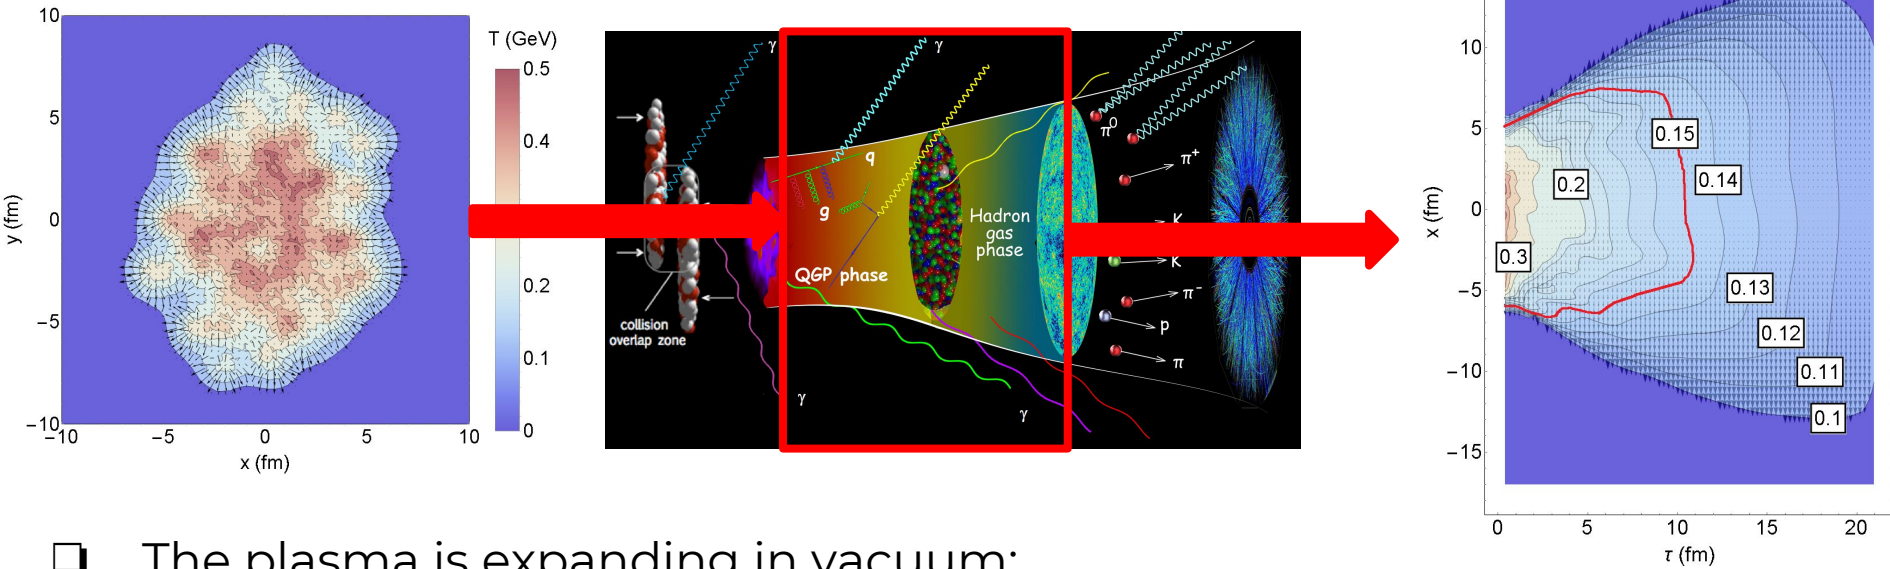 10
5
0
−5
−10
y (fm)
−10
−5
0
5
10
x (fm)
T (GeV)
0.5
0.4
0.2
0.1
0
γ
γ
q
g
QGP phase
Hadron
gas
phase
collision
overlap zone
γ
γ
π0
π+
K
K
π-
p
π
10
5
0
−5
−10
−15
x (fm)
0.15
0.14
0.2
0.3
0.13
0.12
0.11
0.1
0
5
10
15
20
τ (fm)
The plasma is expanding in vacuum: